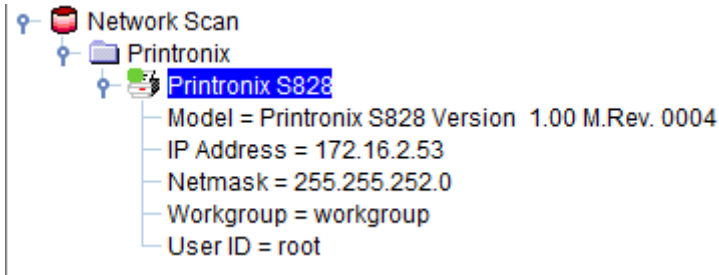 Network Scan
Printronix
Printronix S828
Model = Printronix S828 Version  1.00 M.Rev. 0004
IP Address = 172.16.2.53
Netmask = 255.255.252.0
Workgroup = workgroup
User ID = root